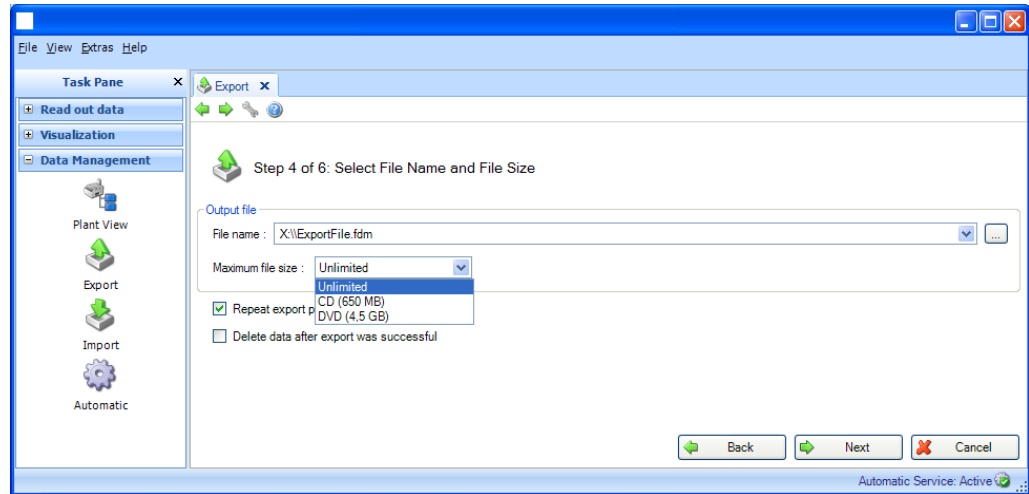 File View Extras Help
Task Pane
Export
Read out data
Visualization
Data Management
Plant View
Export
Import
Automatic
Step 4 of 6: Select File Name and File Size
Output file
File name : X:\\ExportFile.fdm ...
Maximum file size : Unlimited
Unlimited
CD (650 MB)
DVD (4,5 GB)
Repeat export
Delete data after export was successful
Back Next Cancel
Automatic Service: Active